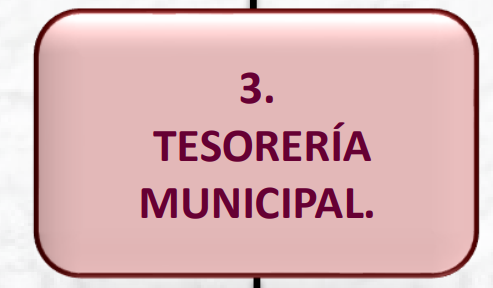 3.
TESORERÍA
MUNICIPAL.